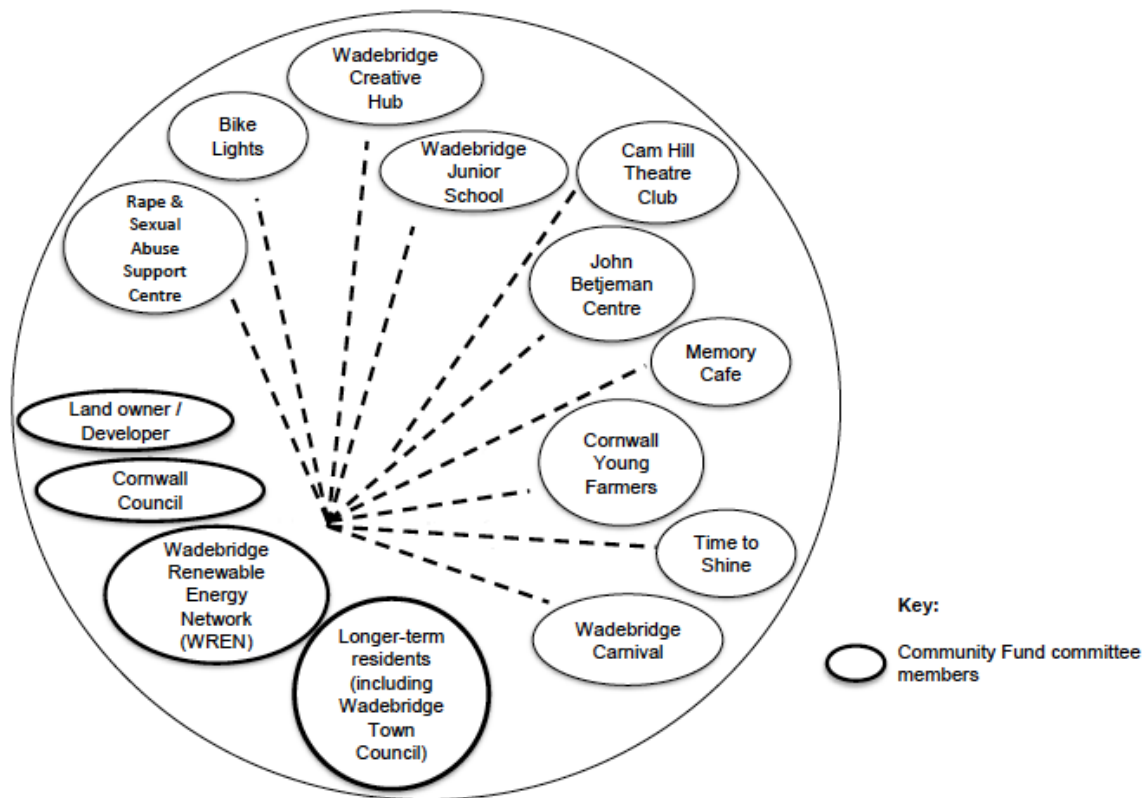 Wadebridge
Creative
Hub
Bike
Lights
Wadebridge
Junior
School
Cam Hill
Theatre
Club
Rape &
Sexual
Abuse
Support
Centre
John
Betjeman
Centre
Memory
Cafe
Land owner /
Developer
Cornwall
Young
Farmers
Cornwall
Council
Time to
Shine
Wadebridge
Renewable
Energy
Network
(WREN)
Wadebridge
Carnival
Longer-term
residents
(including
Wadebridge
Town
Council)
Key:
Community Fund committee
members